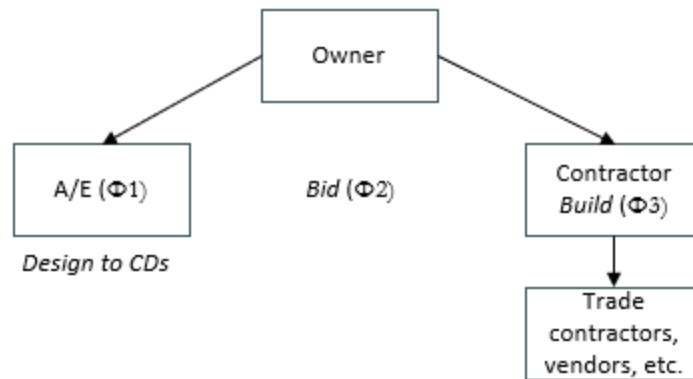 Owner
A/E (Φ1)
Bid (Φ2)
Contractor
Build (Φ3)
Design to CDs
Trade
contractors,
vendors, etc.